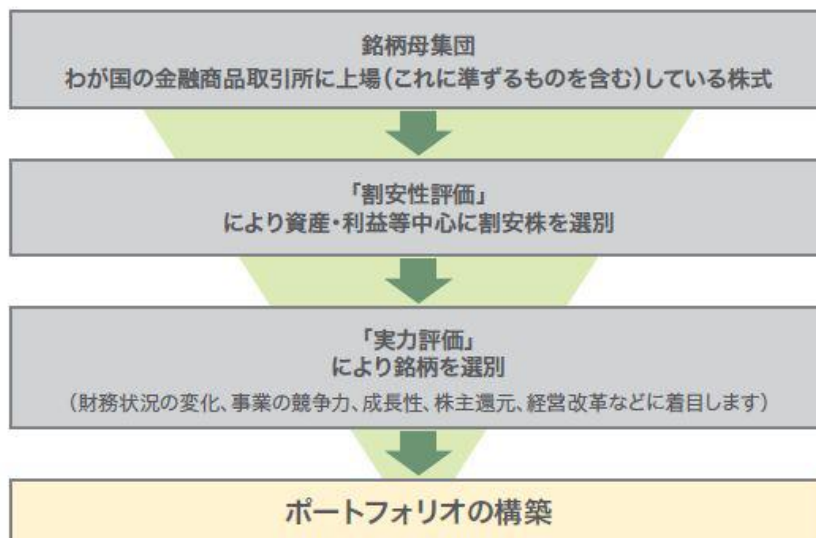 銘柄母集団
わが国の金融商品取引所に上場(これに準ずるものを含む)している株式
「割安性評価」
により資産・利益等中心に割安株を選別
「実力評価」
により銘柄を選別
(財務状況の変化、事業の競争力、成長性、株主還元、経営改革などに着目します)
ポートフォリオの構築